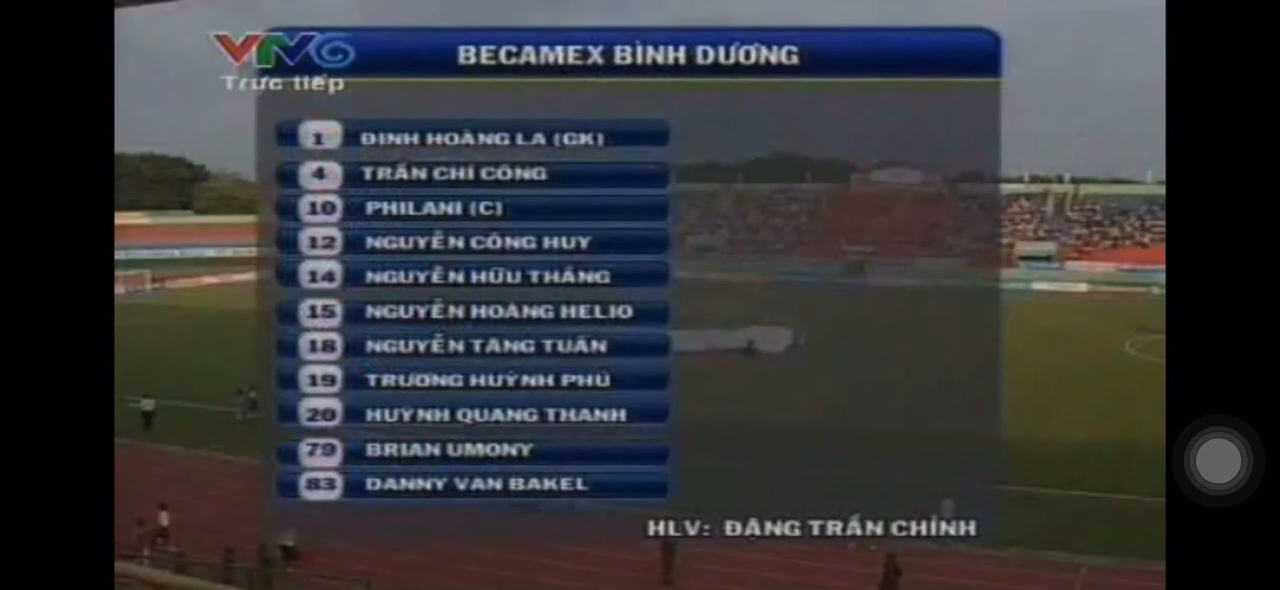 VTV6
Trực tiếp
BECAMEX BÌNH DƯƠNG
1 ĐINH HOÀNG LA (GK)
4 TRẦN CHÍ CÔNG
10 PHILANI (C)
12 NGUYỄN CÔNG HUY
14 NGUYỄN HỮU THẮNG
15 NGUYỄN HOÀNG HELIO
18 NGUYỄN TĂNG TUẤN
19 TRƯƠNG HUỲNH PHÚ
20 HUỲNH QUANG THANH
79 BRIAN UMONY
83 DANNY VAN BAKEL
HLV: ĐẶNG TRẦN CHỈNH